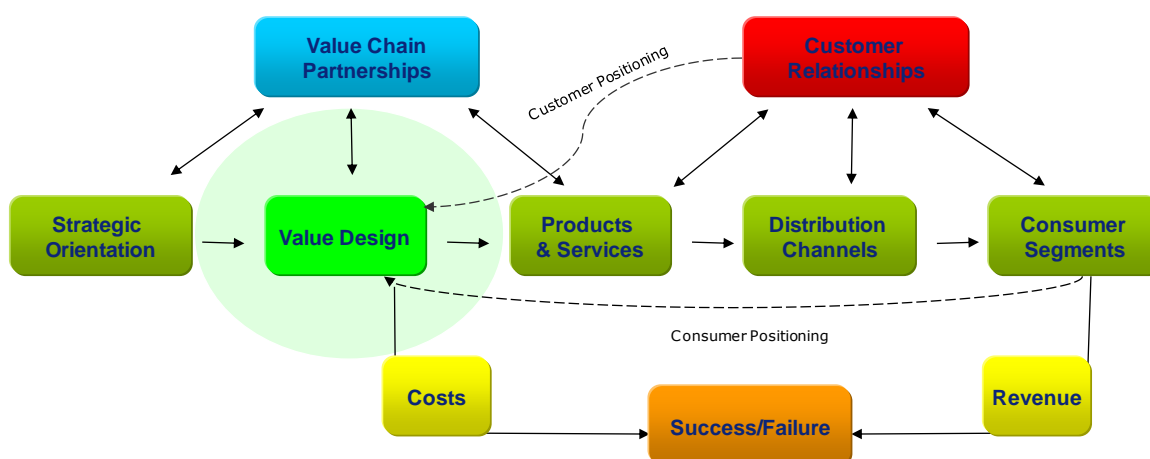 Value Chain
Partnerships
Customer
Relationships
Customer Positioning
Strategic
Orientation
Value Design
Products
& Services
Distribution
Channels
Consumer
Segments
Consumer Positioning
Costs
Revenue
Success/Failure